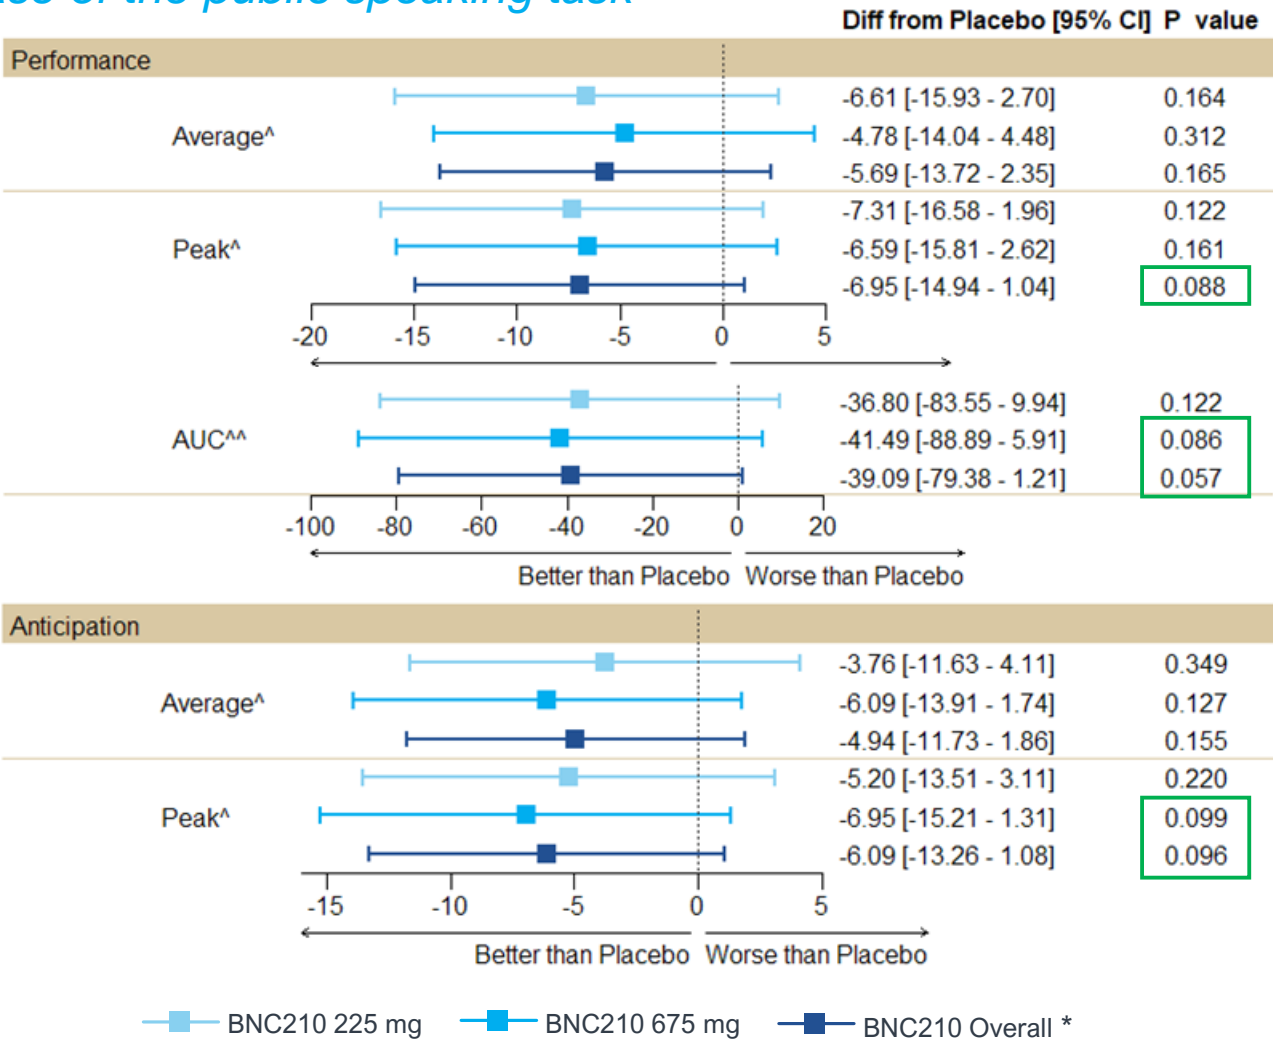 se of the public speaking task
Diff from Placebo [95% CI] P value
Performance
-6.61 [-15.93 - 2.70] 0.164
Average^ -4.78 [-14.04 - 4.48] 0.312
-5.69 [-13.72 - 2.35] 0.165
-7.31 [-16.58 - 1.96] 0.122
Peak^ -6.59 [-15.81 - 2.62] 0.161
-6.95 [-14.94 - 1.04] 0.088
-20 -15 -10 -5 0 5
-36.80 [-83.55 - 9.94] 0.122
AUC^^ -41.49 [-88.89 - 5.91] 0.086
-39.09 [-79.38 - 1.21] 0.057
-100 -80 -60 -40 -20 0 20
Better than Placebo Worse than Placebo
Anticipation
-3.76 [-11.63 - 4.11] 0.349
Average^ -6.09 [-13.91 - 1.74] 0.127
-4.94 [-11.73 - 1.86] 0.155
-5.20 [-13.51 - 3.11] 0.220
Peak^ -6.95 [-15.21 - 1.31] 0.099
-6.09 [-13.26 - 1.08] 0.096
-15 -10 -5 0 5
Better than Placebo Worse than Placebo
BNC210 225 mg BNC210 675 mg BNC210 Overall *